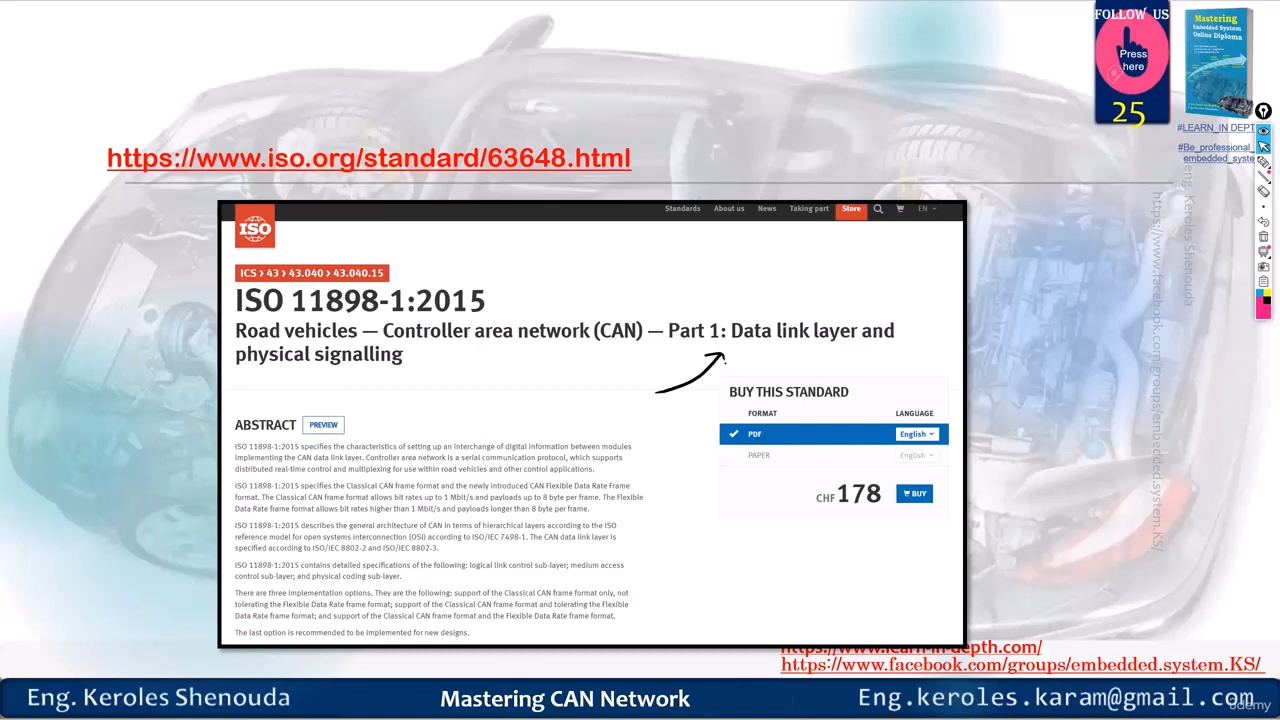 FOLLOW US
Press
here
25
Mastering
Embedded System
Online Diploma
#LEARN_IN DEPT
#Be_professional_
embedded_syste
https://www.iso.org/standard/63648.html
ISO
Standards About us News Taking part Store EN
ICS > 43 > 43.040 > 43.040.15
ISO 11898-1:2015
Road vehicles — Controller area network (CAN) — Part 1: Data link layer and
physical signalling
ABSTRACT PREVIEW
ISO 11898-1:2015 specifies the characteristics of setting up an interchange of digital information between modules
implementing the CAN data link layer. Controller area network is a serial communication protocol, which supports
distributed real-time control and multiplexing for use within road vehicles and other control applications.
ISO 11898-1:2015 specifies the Classical CAN frame format and the newly introduced CAN Flexible Data Rate Frame
format. The Classical CAN frame format allows bit rates up to 1 Mbit/s and payloads up to 8 byte per frame. The Flexible
Data Rate frame format allows bit rates higher than 1 Mbit/s and payloads longer than 8 byte per frame.
ISO 11898-1:2015 describes the general architecture of CAN in terms of hierarchical layers according to the ISO
reference model for open systems interconnection (OSI) according to ISO/IEC 7498-1. The CAN data link layer is
specified according to ISO/IEC 8802-2 and ISO/IEC 8802-3.
ISO 11898-1:2015 contains detailed specifications of the following: logical link control sub-layer; medium access
control sub-layer; and physical coding sub-layer.
There are three implementation options. They are the following: support of the Classical CAN frame format only, not
tolerating the Flexible Data Rate frame format; support of the Classical CAN frame format and tolerating the Flexible
Data Rate frame format; and support of the Classical CAN frame format and the Flexible Data Rate frame format.
The last option is recommended to be implemented for new designs.
BUY THIS STANDARD
FORMAT LANGUAGE
PDF English
PAPER English
CHF 178 BUY
eng. Keroles Shenouda
https://www.facebook.com/groups/embedded.system.KS/
https://www.learn-in-depth.com/
https://www.facebook.com/groups/embedded.system.KS/
Eng. Keroles Shenouda
Mastering CAN Network
Eng.keroles.karam@gmail.com
ûdemy